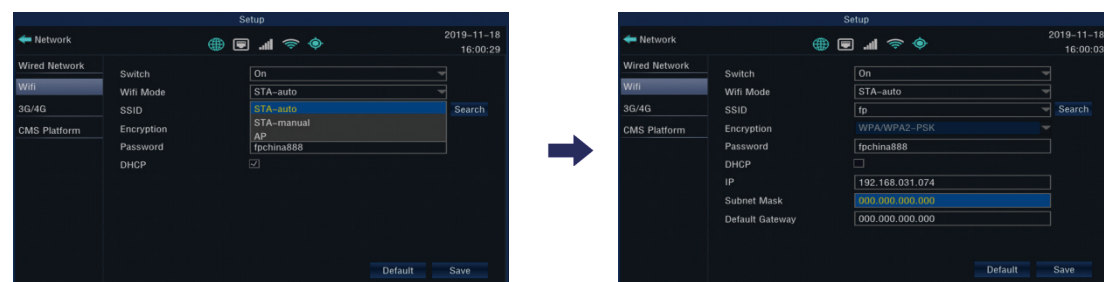 Setup
Network
2019-11-18
16:00:29
Wired Network
Wifi
3G/4G
CMS Platform
Switch On
Wifi Mode STA-auto
SSID STA-auto Search
STA-manual
Encryption
AP
Password fpchina888
DHCP
Default Save
Setup
Network
2019-11-18
16:00:03
Wired Network
Wifi
3G/4G
CMS Platform
Switch On
Wifi Mode STA-auto
SSID fp Search
Encryption WPA/WPA2-PSK
Password fpchina888
DHCP
IP 192.168.031.074
Subnet Mask 000.000.000.000
Default Gateway 000.000.000.000
Default Save